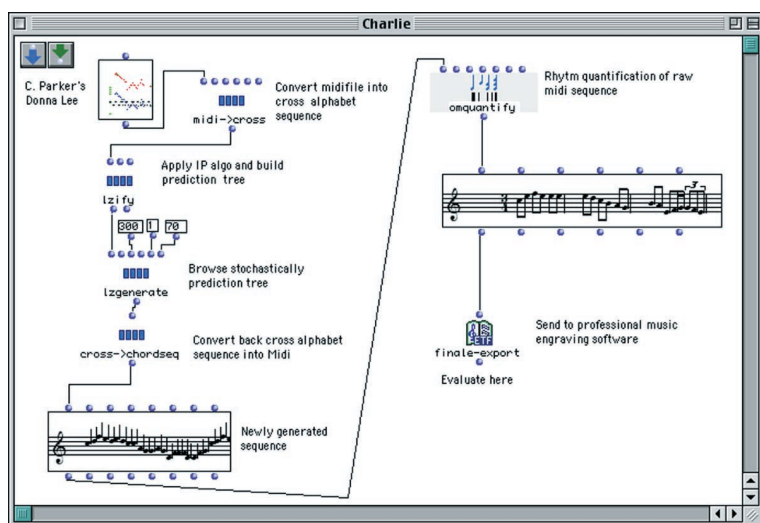 Charlie
C. Parker's
Donna Lee
midi->cross
Convert midifile into
cross alphabet
sequence
lzify
Apply IP algo and build
prediction tree
300 1 70
lzgenerate
Browse stochastically
prediction tree
cross->chordseq
Convert back cross alphabet
sequence into Midi
Newly generated
sequence
omquantify
Rhytm quantification of raw
midi sequence
3
ETF
finale-export
Send to professional music
engraving software
Evaluate here